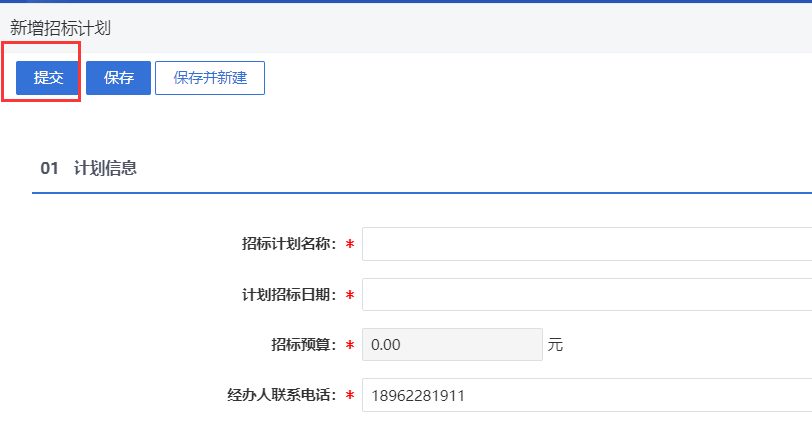 新增招标计划
提交 保存 保存并新建
01 计划信息
招标计划名称：*
计划招标日期：*
招标预算：* 0.00 元
经办人联系电话：* 18962281911